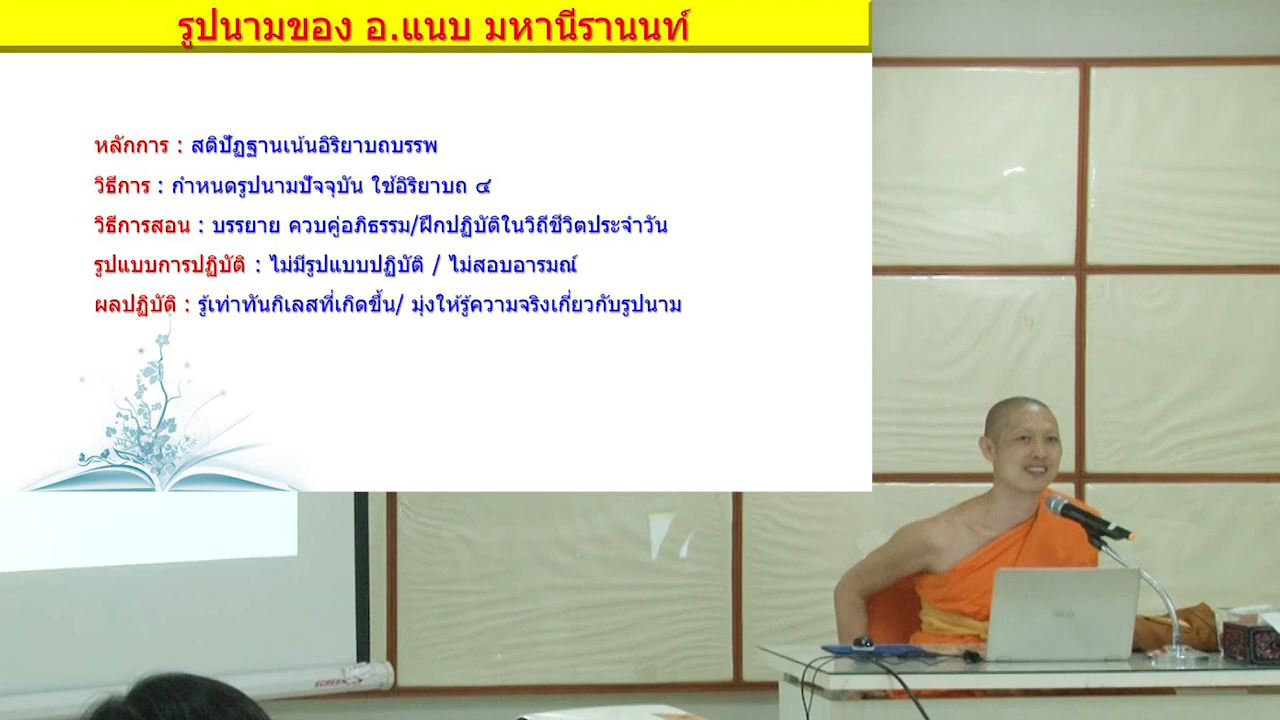 รูปนามของ อ.แนบ มหานีรานนท์
หลักการ : สติปัฏฐานเน้นอิริยาบถบรรพ
วิธีการ : กำหนดรูปนามปัจจุบัน ใช้อิริยาบถ ๔
วิธีการสอน : บรรยาย ควบคู่อภิธรรม/ฝึกปฏิบัติในวิถีชีวิตประจำวัน
รูปแบบการปฏิบัติ : ไม่มีรูปแบบปฏิบัติ / ไม่สอบอารมณ์
ผลปฏิบัติ : รู้เท่าทันกิเลสที่เกิดขึ้น/ มุ่งให้รู้ความจริงเกี่ยวกับรูปนาม
SCREEN